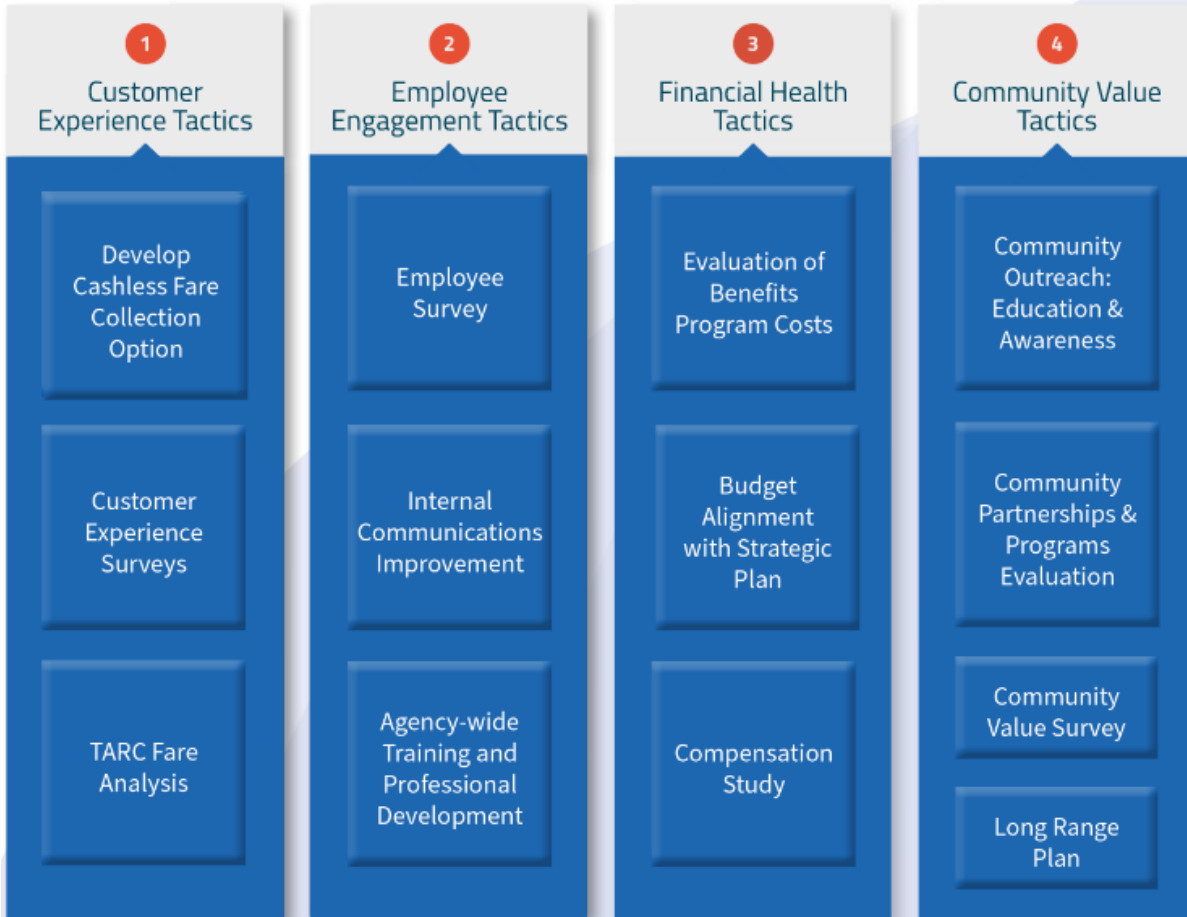 1
Customer
Experience Tactics
Develop
Cashless Fare
Collection
Option
Customer
Experience
Surveys
TARC Fare
Analysis
2
Employee
Engagement Tactics
Employee
Survey
Internal
Communications
Improvement
Agency-wide
Training and
Professional
Development
3
Financial Health
Tactics
Evaluation of
Benefits
Program Costs
Budget
Alignment
with Strategic
Plan
Compensation
Study
4
Community Value
Tactics
Community
Outreach:
Education &
Awareness
Community
Partnerships &
Programs
Evaluation
Community
Value Survey
Long Range
Plan